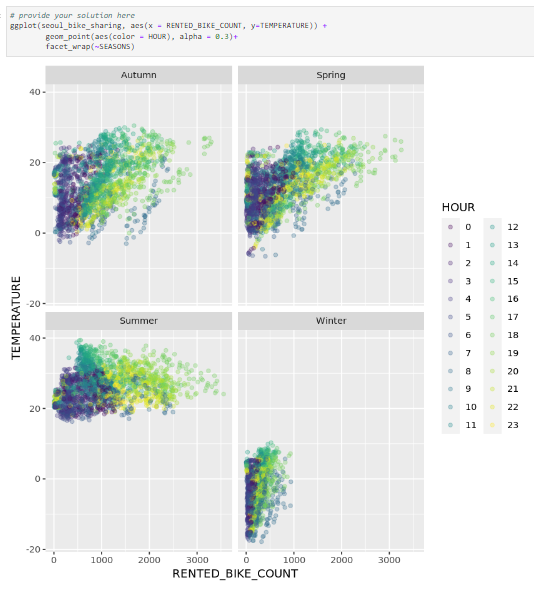 # provide your solution here
ggplot(seoul_bike_sharing, aes(x = RENTED_BIKE_COUNT, y=TEMPERATURE)) +
geom_point(aes(color = HOUR), alpha = 0.3)+
facet_wrap(~SEASONS)
Autumn
Spring
40
20
0
-20
Summer
Winter
40
20
0
-20
TEMPERATURE
0 1000 2000 3000
0 1000 2000 3000
RENTED_BIKE_COUNT
HOUR
0 12
1 13
2 14
3 15
4 16
5 17
6 18
7 19
8 20
9 21
10 22
11 23